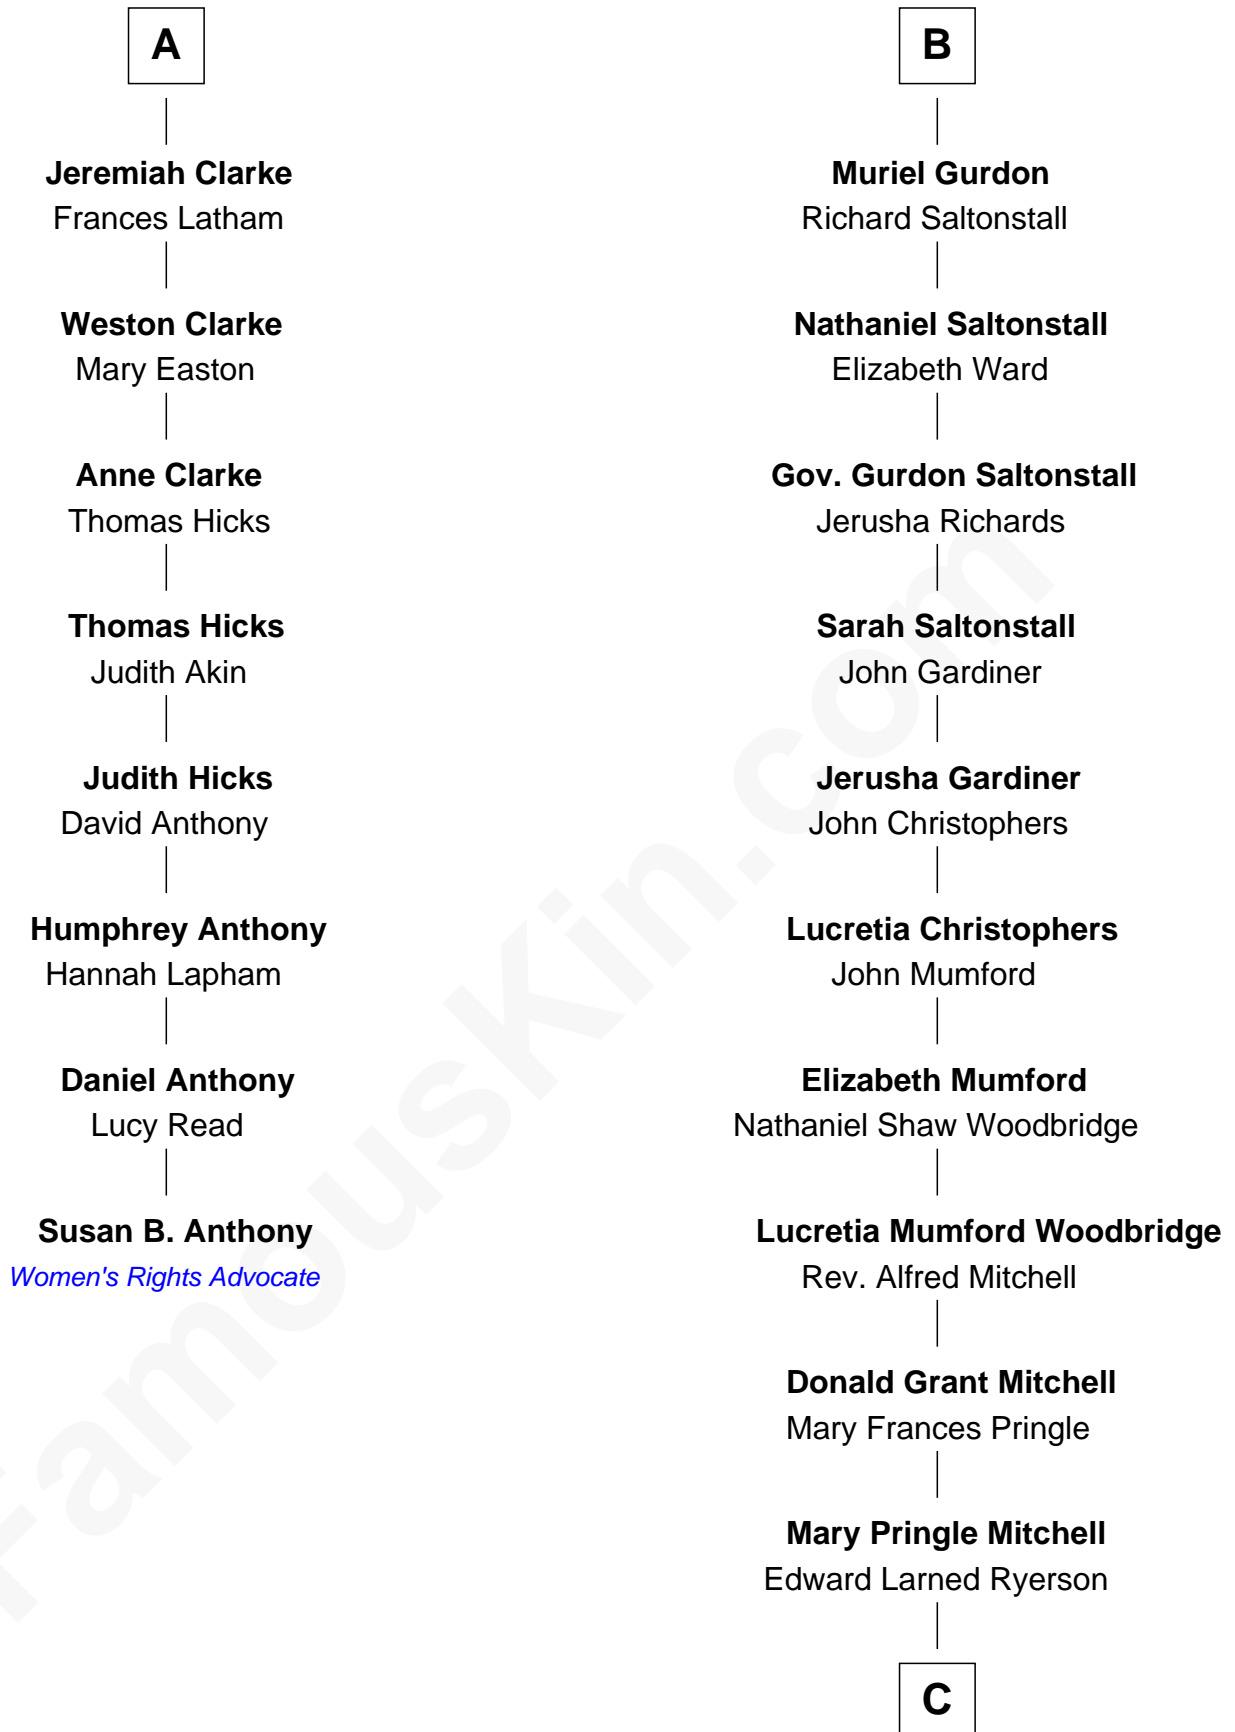 A
Jeremiah Clarke
Frances Latham
Weston Clarke
Mary Easton
Anne Clarke
Thomas Hicks
Thomas Hicks
Judith Akin
Judith Hicks
David Anthony
Humphrey Anthony
Hannah Lapham
Daniel Anthony
Lucy Read
Susan B. Anthony
Women's Rights Advocate
B
Muriel Gurdon
Richard Saltonstall
Nathaniel Saltonstall
Elizabeth Ward
Gov. Gurdon Saltonstall
Jerusha Richards
Sarah Saltonstall
John Gardiner
Jerusha Gardiner
John Christophers
Lucretia Christophers
John Mumford
Elizabeth Mumford
Nathaniel Shaw Woodbridge
Lucretia Mumford Woodbridge
Rev. Alfred Mitchell
Donald Grant Mitchell
Mary Frances Pringle
Mary Pringle Mitchell
Edward Larned Ryerson
C
FamousKin.com